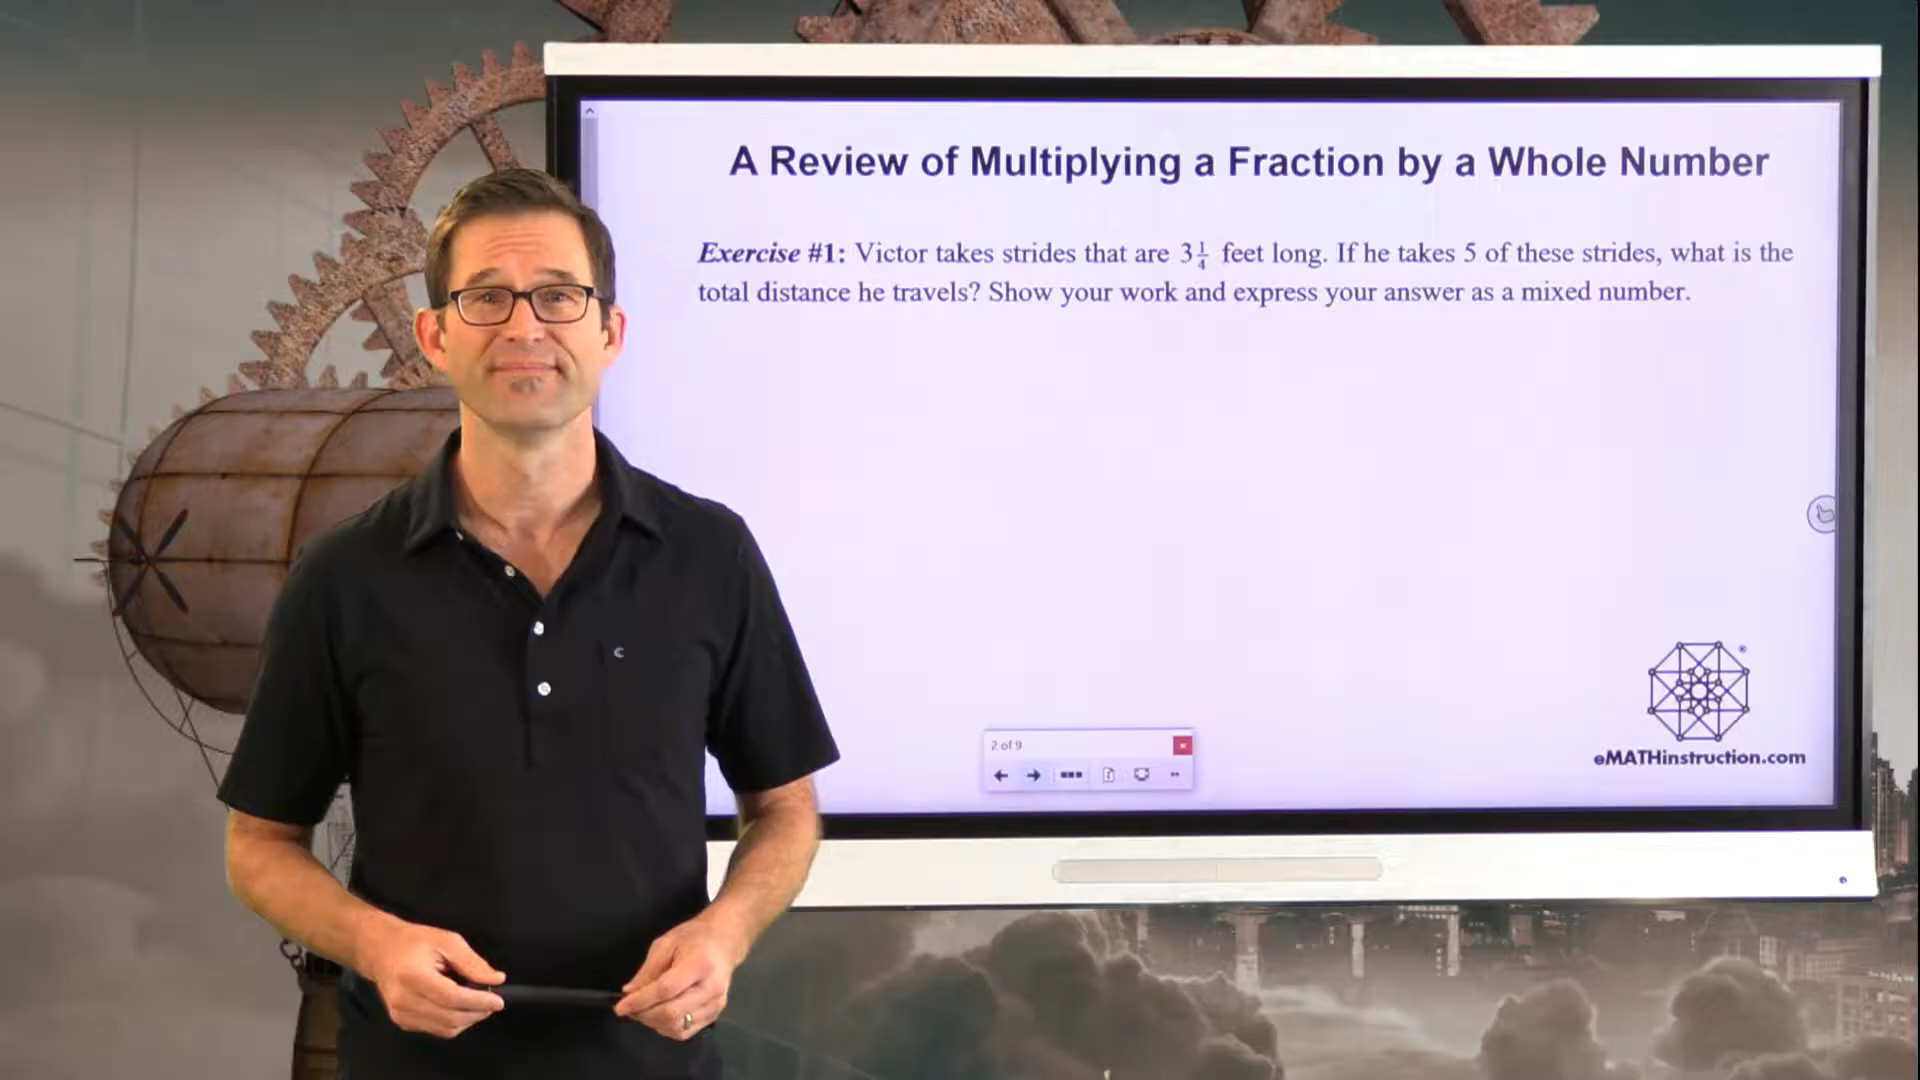 A Review of Multiplying a Fraction by a Whole Number
Exercise #1: Victor takes strides that are 3 1/4 feet long. If he takes 5 of these strides, what is the
total distance he travels? Show your work and express your answer as a mixed number.
2 of 9
eMATHinstruction.com